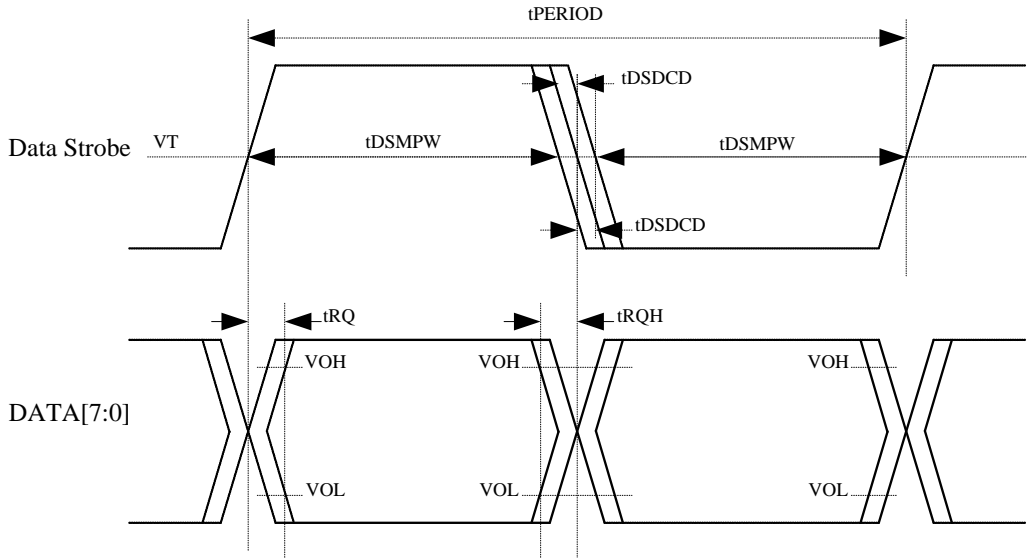 tPERIOD
tDSDCD
Data Strobe VT tDSMPW tDSMPW
tDSDCD
tRQ tRQH
VOH VOH VOH
DATA[7:0]
VOL VOL VOL